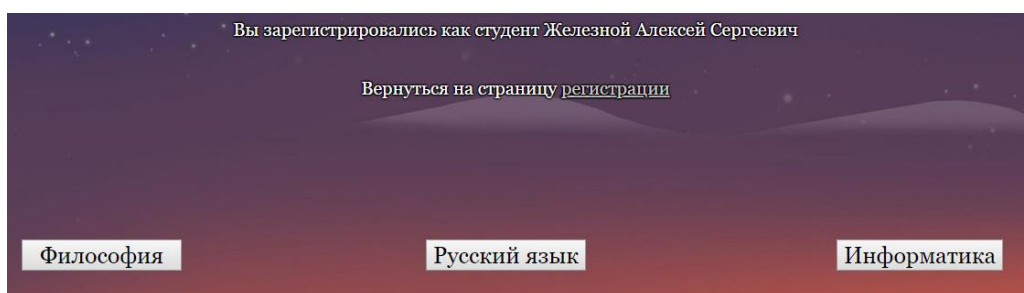 Вы зарегистрировались как студент Железной Алексей Сергеевич
Вернуться на страницу регистрации
Философия
Русский язык
Информатика